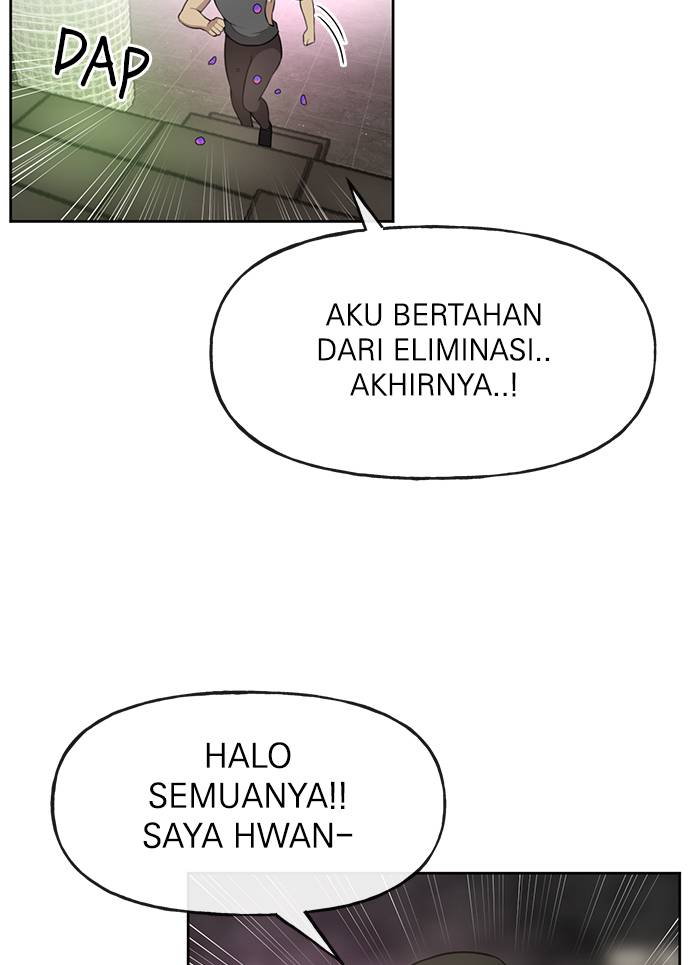 DAP
AKU BERTAHAN
DARI ELIMINASI..
AKHIRNYA..!
HALO
SEMUANYA!!
SAYA HWAN-